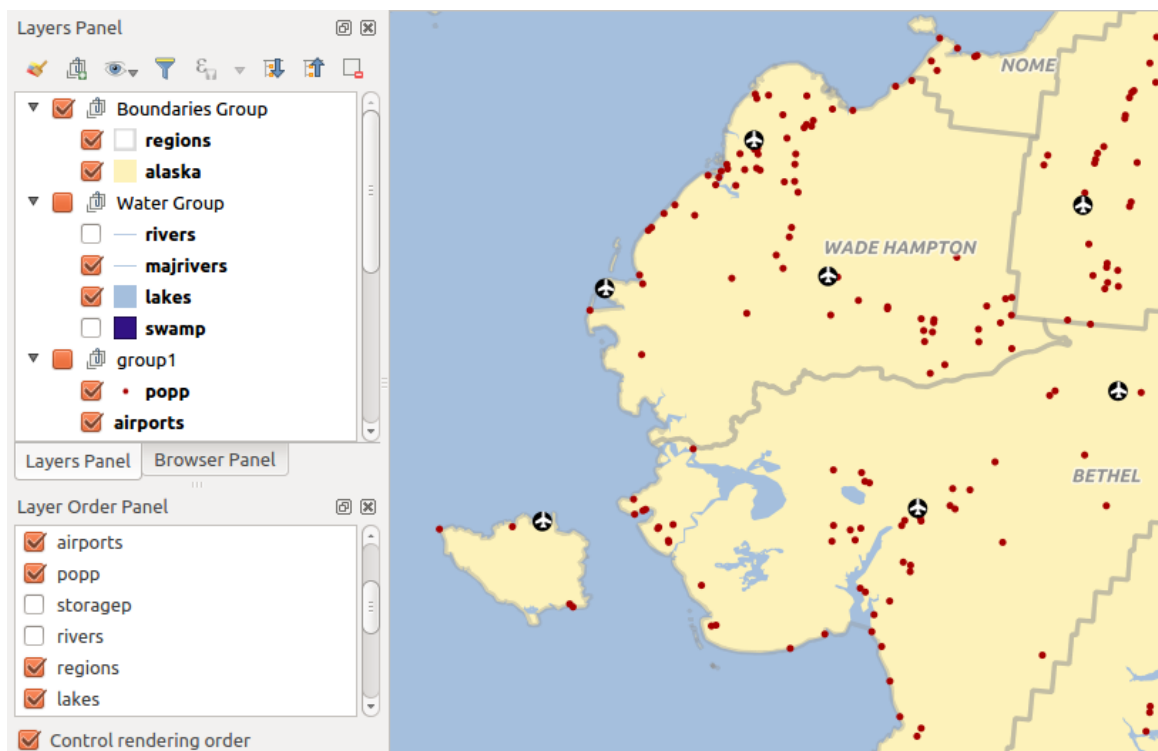 Layers Panel
Boundaries Group
regions
alaska
Water Group
rivers
majrivers
lakes
swamp
group1
popp
airports
Layers Panel Browser Panel
Layer Order Panel
airports
popp
storagep
rivers
regions
lakes
Control rendering order
NOME
WADE HAMPTON
BETHEL